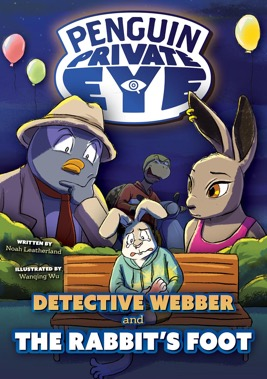 PENGUIN
PRIVATE
EYE
WRITTEN BY
Noah Leatherland
ILLUSTRATED BY
Wanqing Wu
DETECTIVE WEBBER
and
THE RABBIT'S FOOT